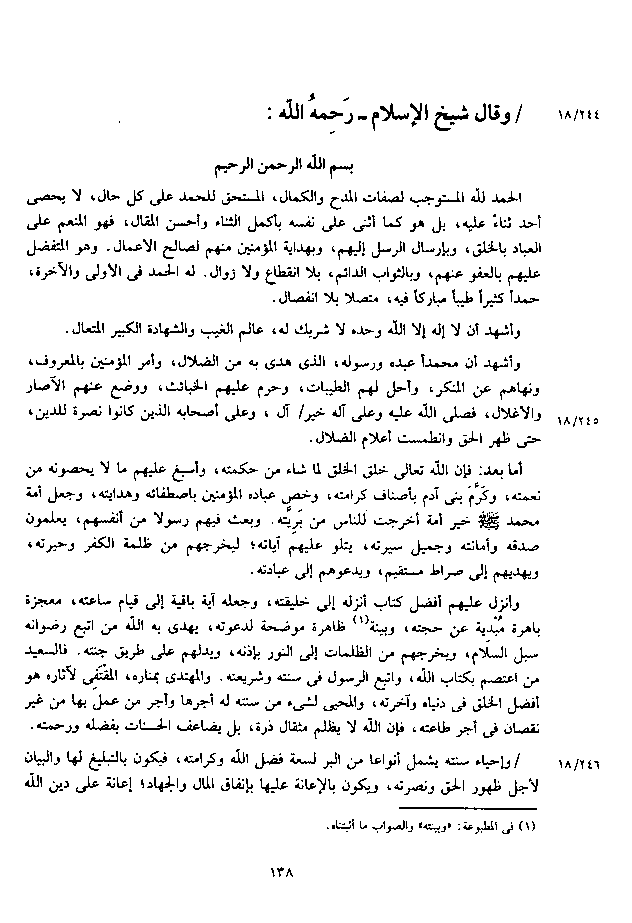 ١٨/٢٤٤ / وقال شيخ الإسلام - رَحِمهُ الله :
بسم الله الرحمن الرحيم
الحمد لله المستوجب لصفات المدح والكمال، المستحق للحمد على كل حال، لا يحصى
أحد ثناءً عليه، بل هو كما أثنى على نفسه بأكمل الثناء وأحسن المقال، فهو المنعم على
العباد بالخلق، وبإرسال الرسل إليهم، وبهداية المؤمنين منهم لصالح الأعمال. وهو المتفضل
عليهم بالعفو عنهم، وبالثواب الدائم، بلا انقطاع ولا زوال. له الحمد فى الأولى والآخرة،
حمداً كثيراً طيباً مباركاً فيه، متصلا بلا انفصال.
وأشهد أن لا إله إلا الله وحده لا شريك له، عالم الغيب والشهادة الكبير المتعال.
وأشهد أن محمداً عبده ورسوله، الذى هدى به من الضلال، وأمر المؤمنين بالمعروف،
ونهاهم عن المنكر، وأحل لهم الطيبات، وحرم عليهم الخبائث، ووضع عنهم الآصار
١٨/٢٤٥ والأغلال، فصلى الله عليه وعلى آله خير/ آل ، وعلى أصحابه الذين كانوا نصرة للدين،
حتى ظهر الحق وانطمست أعلام الضلال.
أما بعد: فإن الله تعالى خلق الخلق لما شاء من حكمته، وأسبغ عليهم ما لا يحصونه من
نعمته، وكَرَّمَ بنى آدم بأصناف كرامته، وخص عباده المؤمنين باصطفائه وهدايته، وجعل أمة
محمد ﷺ خير أمة أخرجت للناس من بَرِيَّته. وبعث فيهم رسولا من أنفسهم، يعلمون
صدقه وأمانته وجميل سيرته، يتلو عليهم آياته؛ ليخرجهم من ظلمة الكفر وحيرته،
ويهديهم إلى صراط مستقيم، ويدعوهم إلى عبادته.
وأنزل عليهم أفضل كتاب أنزله إلى خليقته، وجعله آية باقية إلى قيام ساعته، معجزة
باهرة مُبْدية عن حجته، وبينة(١) ظاهرة موضحة لدعوته، يهدى به الله من اتبع رضوانه
سبل السلام، ويخرجهم من الظلمات إلى النور بإذنه، ويدلهم على طريق جنته. فالسعيد
من اعتصم بكتاب الله، واتبع الرسول فى سنته وشريعته. والمهتدى بمناره، المقْتَفِى لآثاره هو
أفضل الخلق فى دنياه وآخرته، والمحيى لشىء من سنته له أجرها وأجر من عمل بها من غير
نقصان فى أجر طاعته، فإن الله لا يظلم مثقال ذرة، بل يضاعف الحسنات بفضله ورحمته.
١٨/٢٤٦ / وإحياء سنته يشمل أنواعا من البر لسعة فضل الله وكرامته، فيكون بالتبليغ لها والبيان
لأجل ظهور الحق ونصرته، ويكون بالإعانة عليها بإنفاق المال والجهاد؛ إعانة على دين الله
(١) فى المطبوعة: «وبينته» والصواب ما أثبتناه.
١٣٨